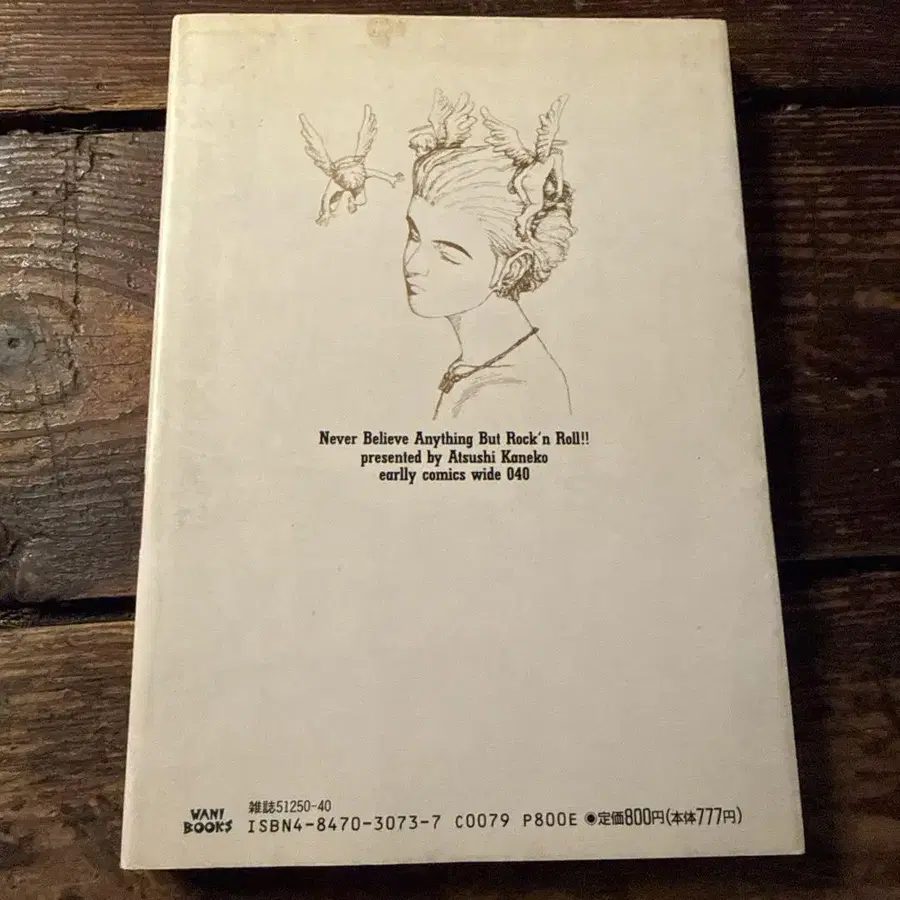 Never Believe Anything But Rock'n Roll!!
presented by Atsushi Kaneko
earlly comics wide 040
WANI
BOOKS
雑誌51250-40
ISBN4-8470-3073-7 C0079 P800E ◉定価800円(本体777円)